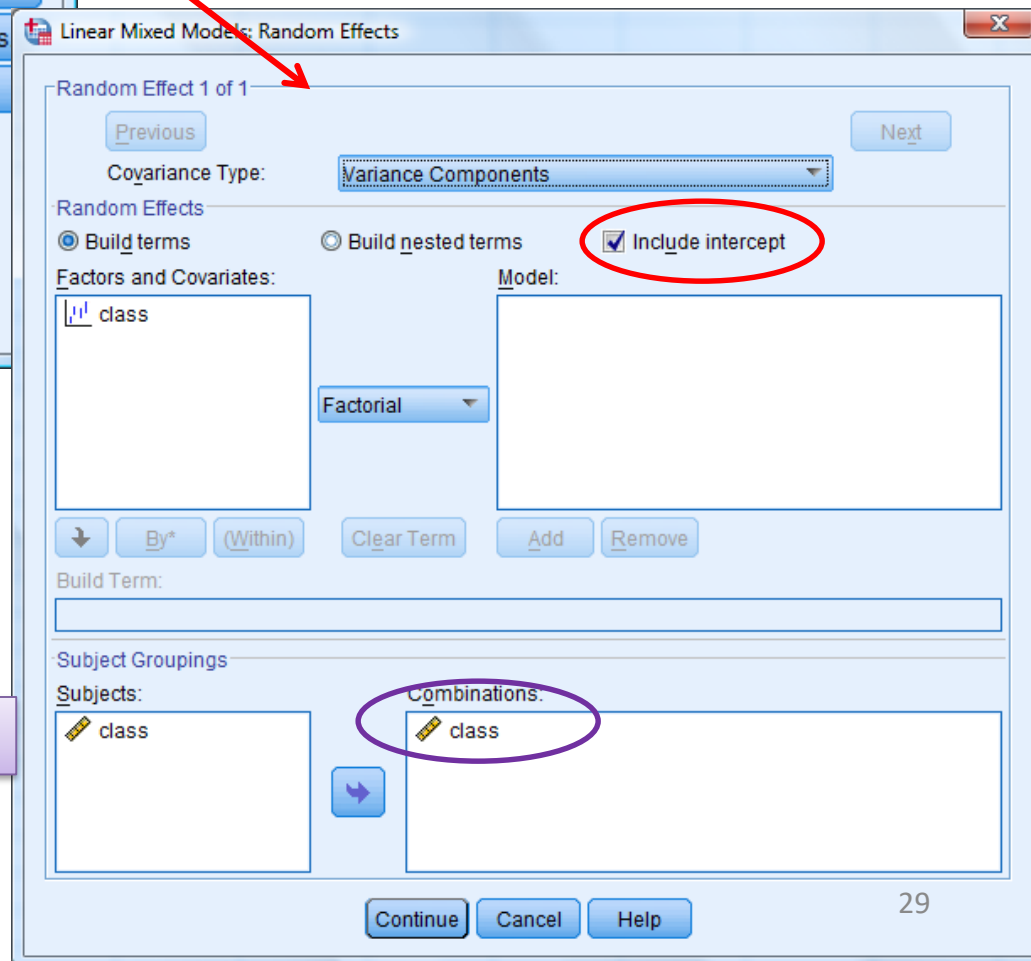 s
Linear Mixed Models: Random Effects
Random Effect 1 of 1
Previous
Next
Covariance Type:
Variance Components
Random Effects
Build terms
Build nested terms
Include intercept
Factors and Covariates:
Model:
class
Factorial
By*
(Within)
Clear Term
Add
Remove
Build Term:
Subject Groupings
Subjects:
Combinations:
class
class
Continue
Cancel
Help
29